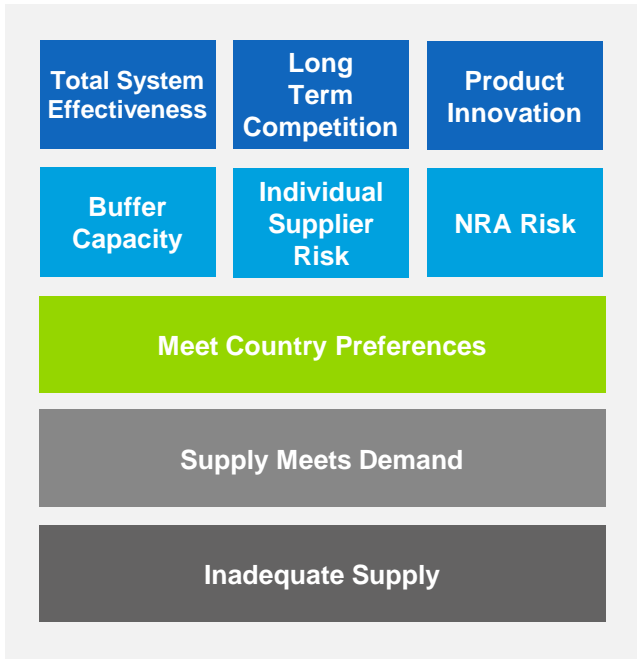 Total System
Effectiveness
Long
Term
Competition
Product
Innovation
Buffer
Capacity
Individual
Supplier
Risk
NRA Risk
Meet Country Preferences
Supply Meets Demand
Inadequate Supply